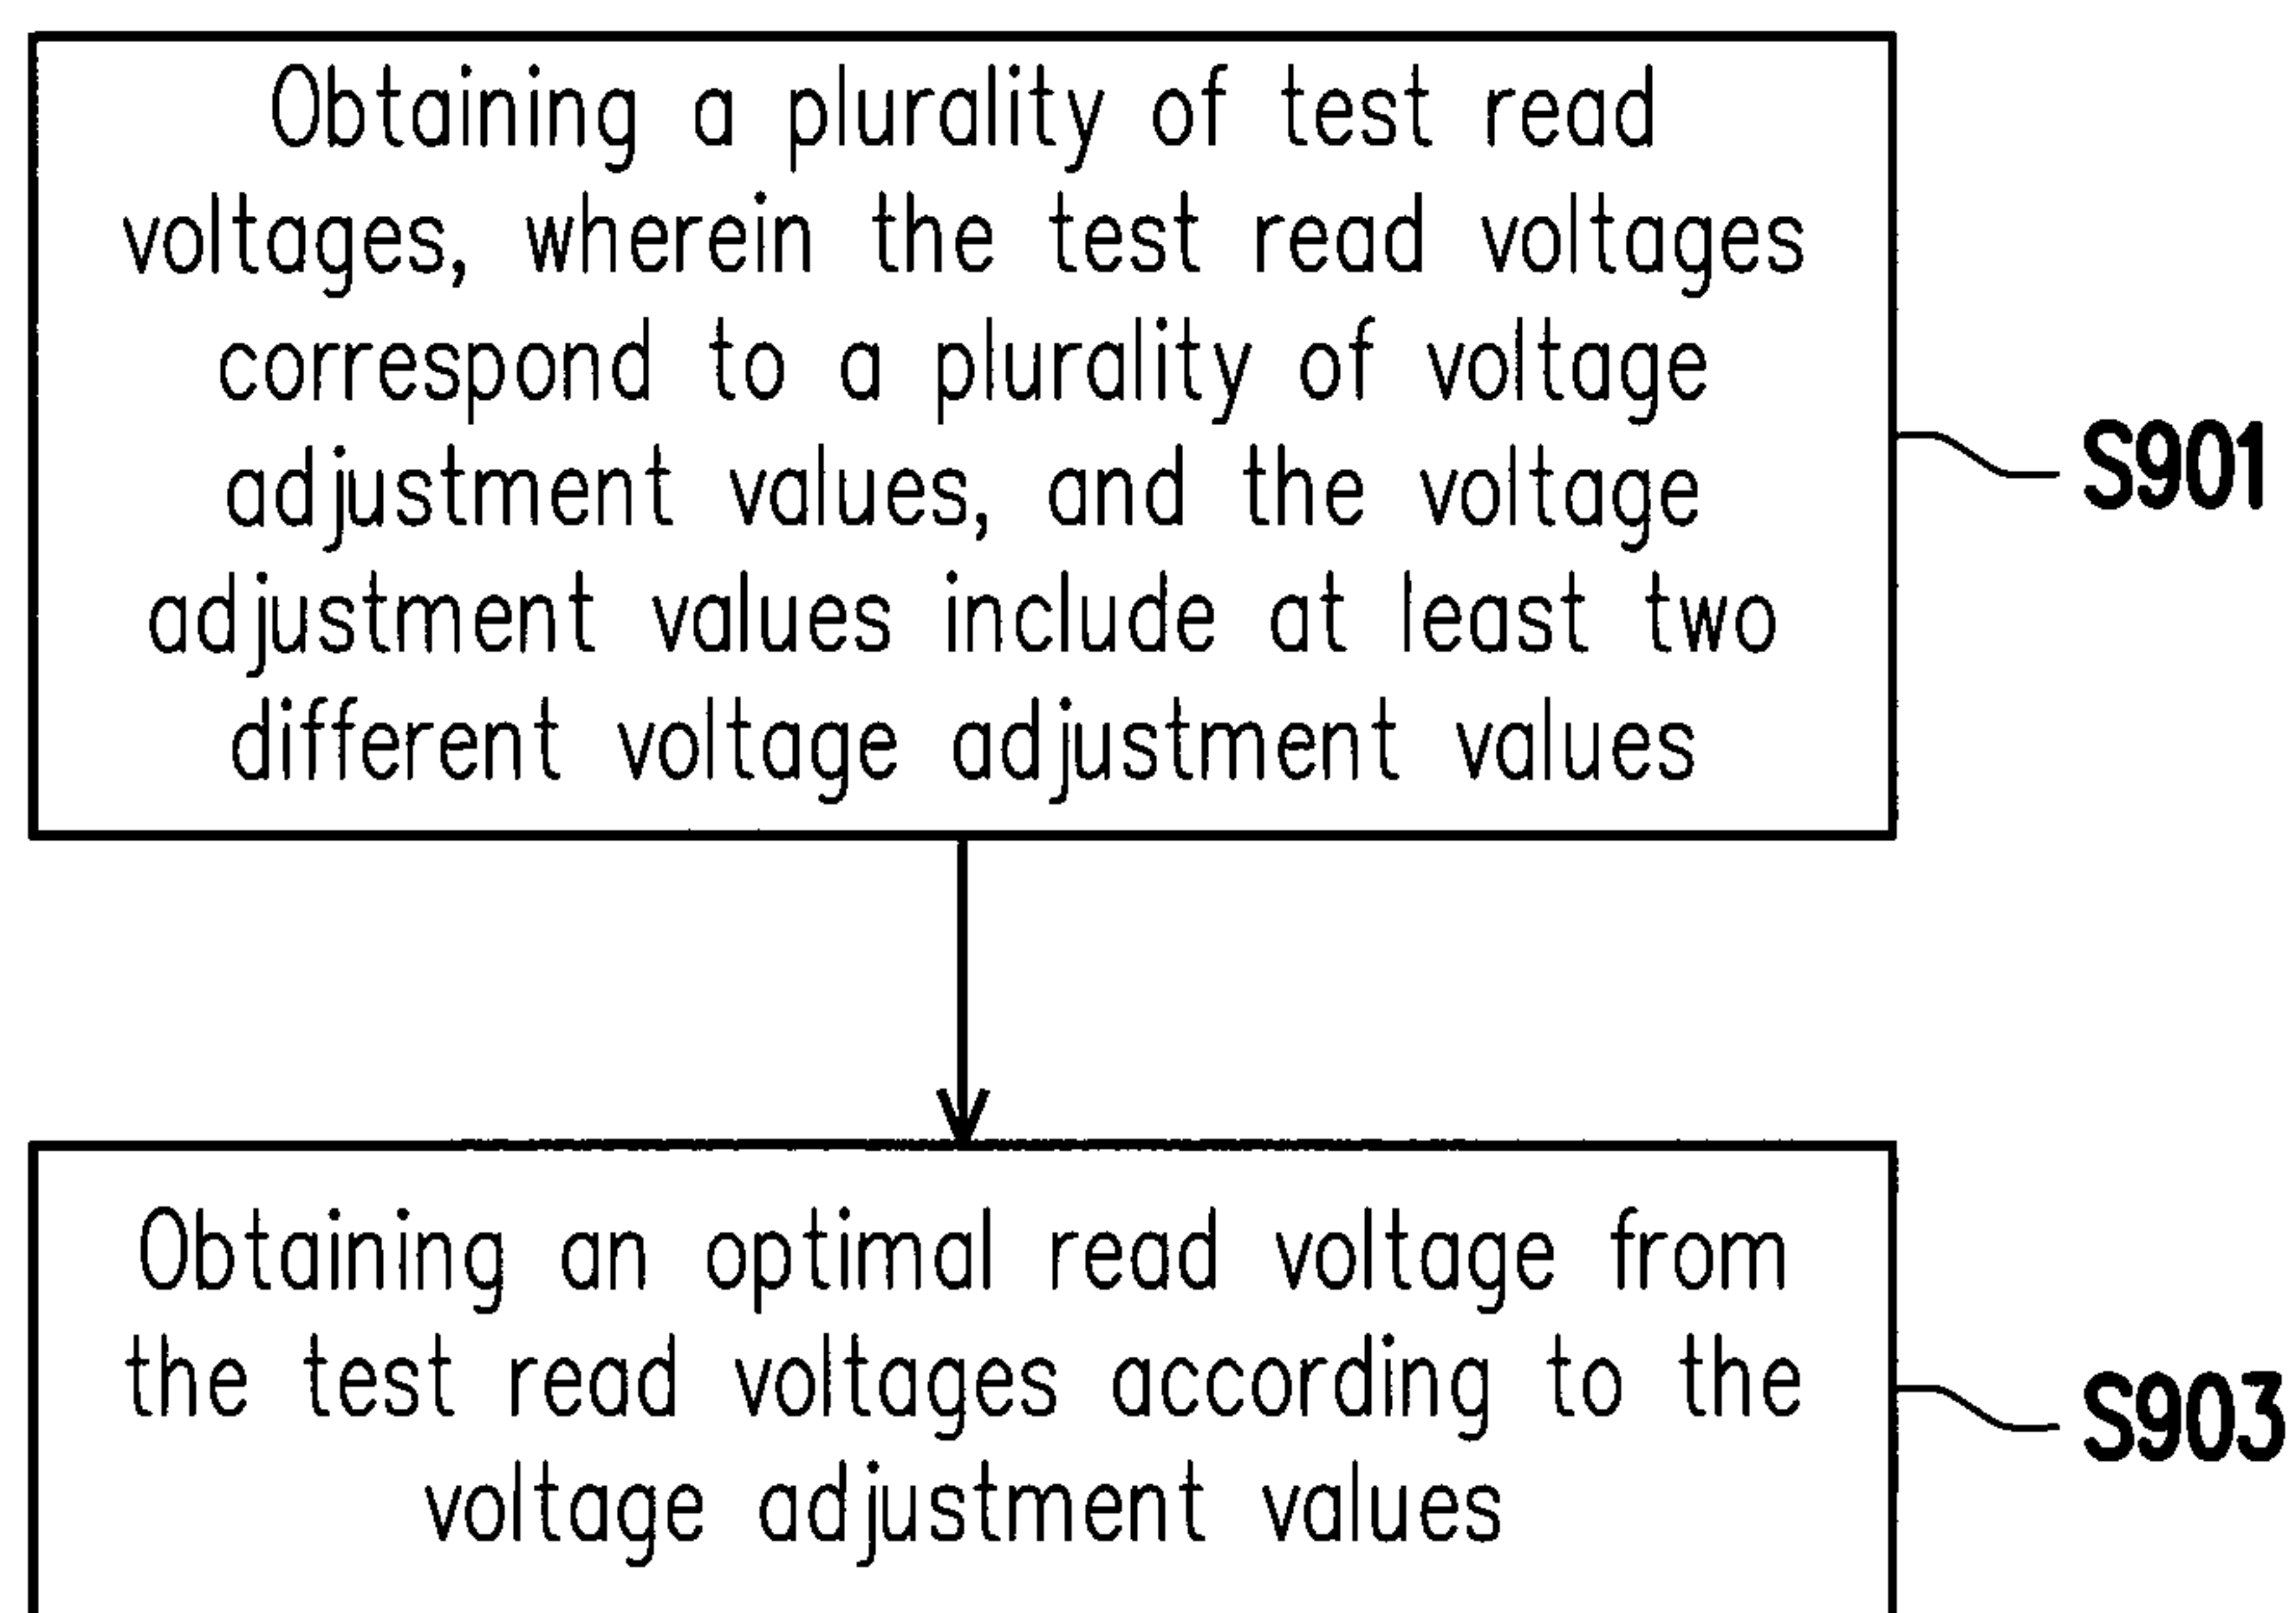 Obtaining a plurality of test read
voltages, wherein the test read voltages
correspond to a plurality of voltage
adjustment values, and the voltage
adjustment values include at least two
different voltage adjustment values
S901
Obtaining an optimal read voltage from
the test read voltages according to the
voltage adjustment values
S903